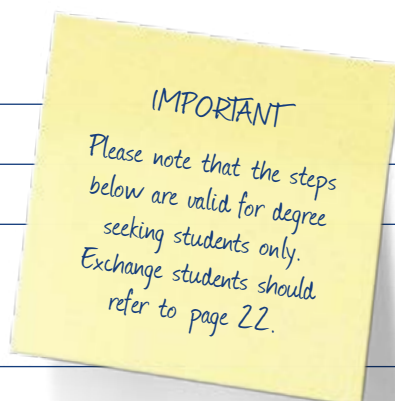 IMPORTANT
Please note that the steps
below are valid for degree
seeking students only.
Exchange students should
refer to page 22.